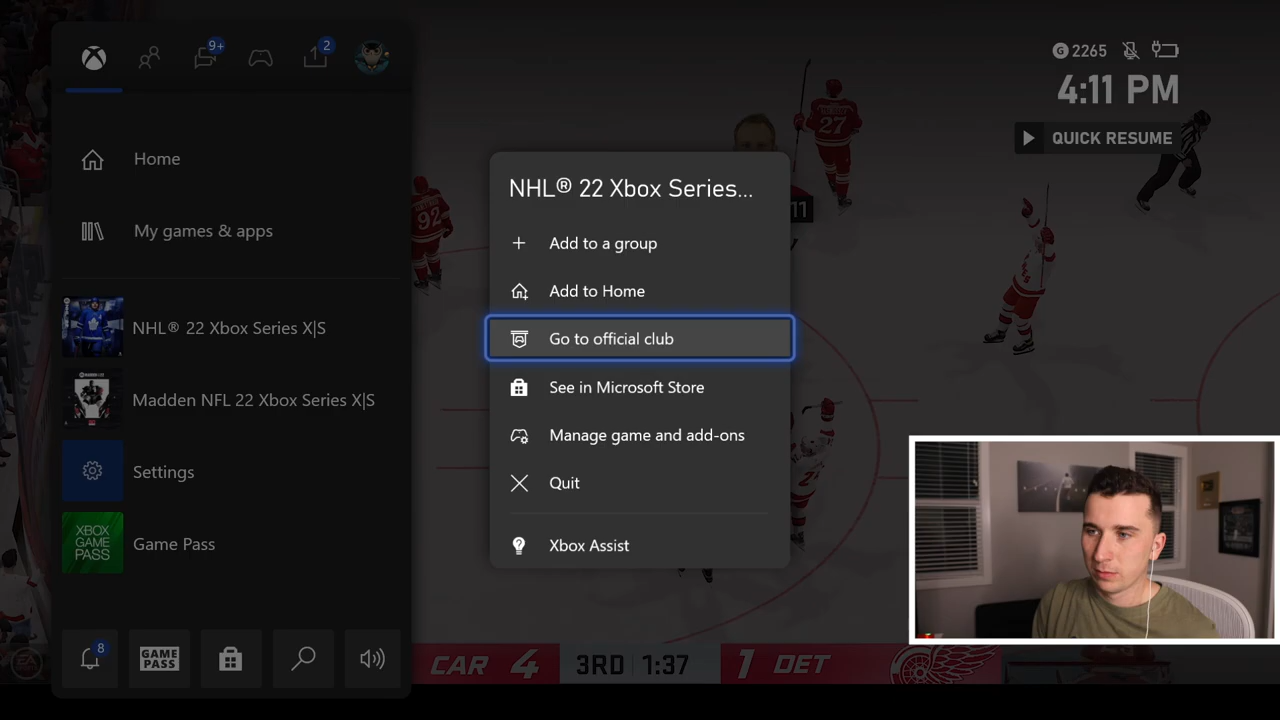 9+
2
Home
My games & apps
NHL® 22 Xbox Series X|S
Madden NFL 22 Xbox Series X|S
Settings
XBOX
GAME
PASS
Game Pass
8
GAME
PASS
NHL® 22 Xbox Series...
Add to a group
Add to Home
Go to official club
See in Microsoft Store
Manage game and add-ons
Quit
Xbox Assist
G 2265
4:11 PM
QUICK RESUME
92
27
11
EA
CAR 4 3RD 1:37 1 DET